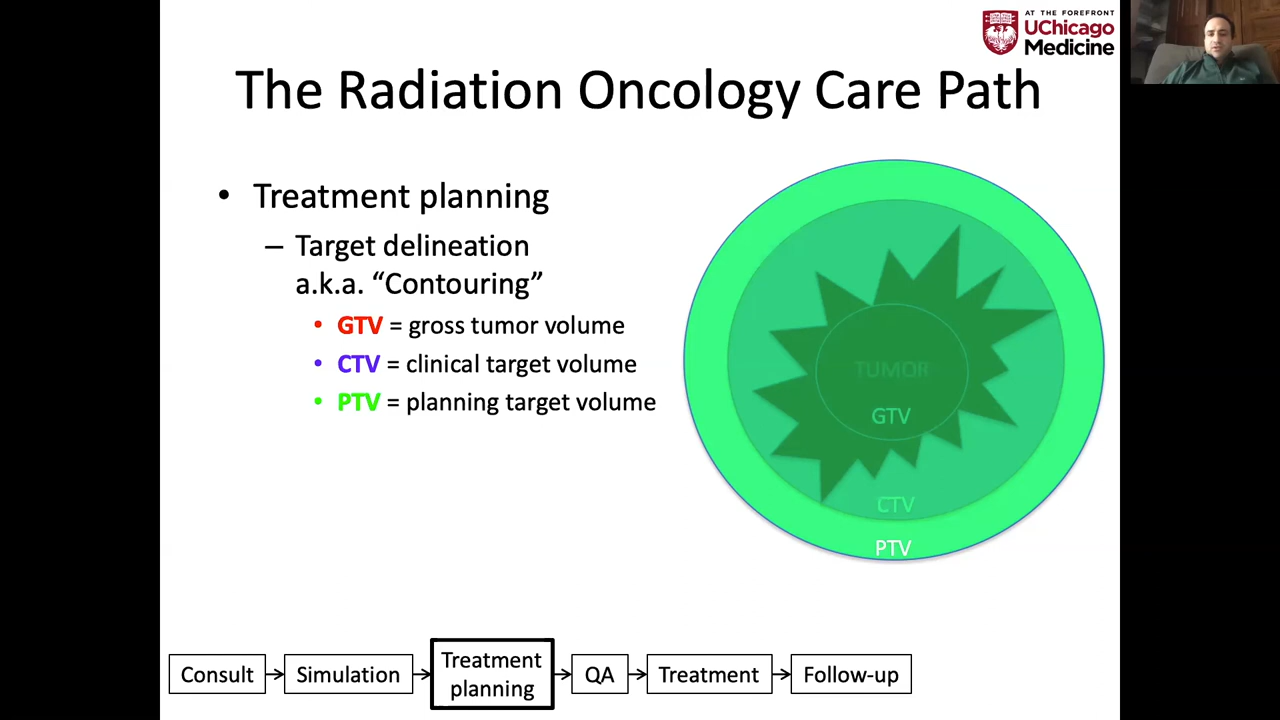 AT THE FOREFRONT
UChicago
Medicine
The Radiation Oncology Care Path
• Treatment planning
– Target delineation
a.k.a. “Contouring”
• GTV = gross tumor volume
• CTV = clinical target volume
• PTV = planning target volume
TUMOR
GTV
CTV
PTV
Consult
Simulation
Treatment
planning
QA
Treatment
Follow-up